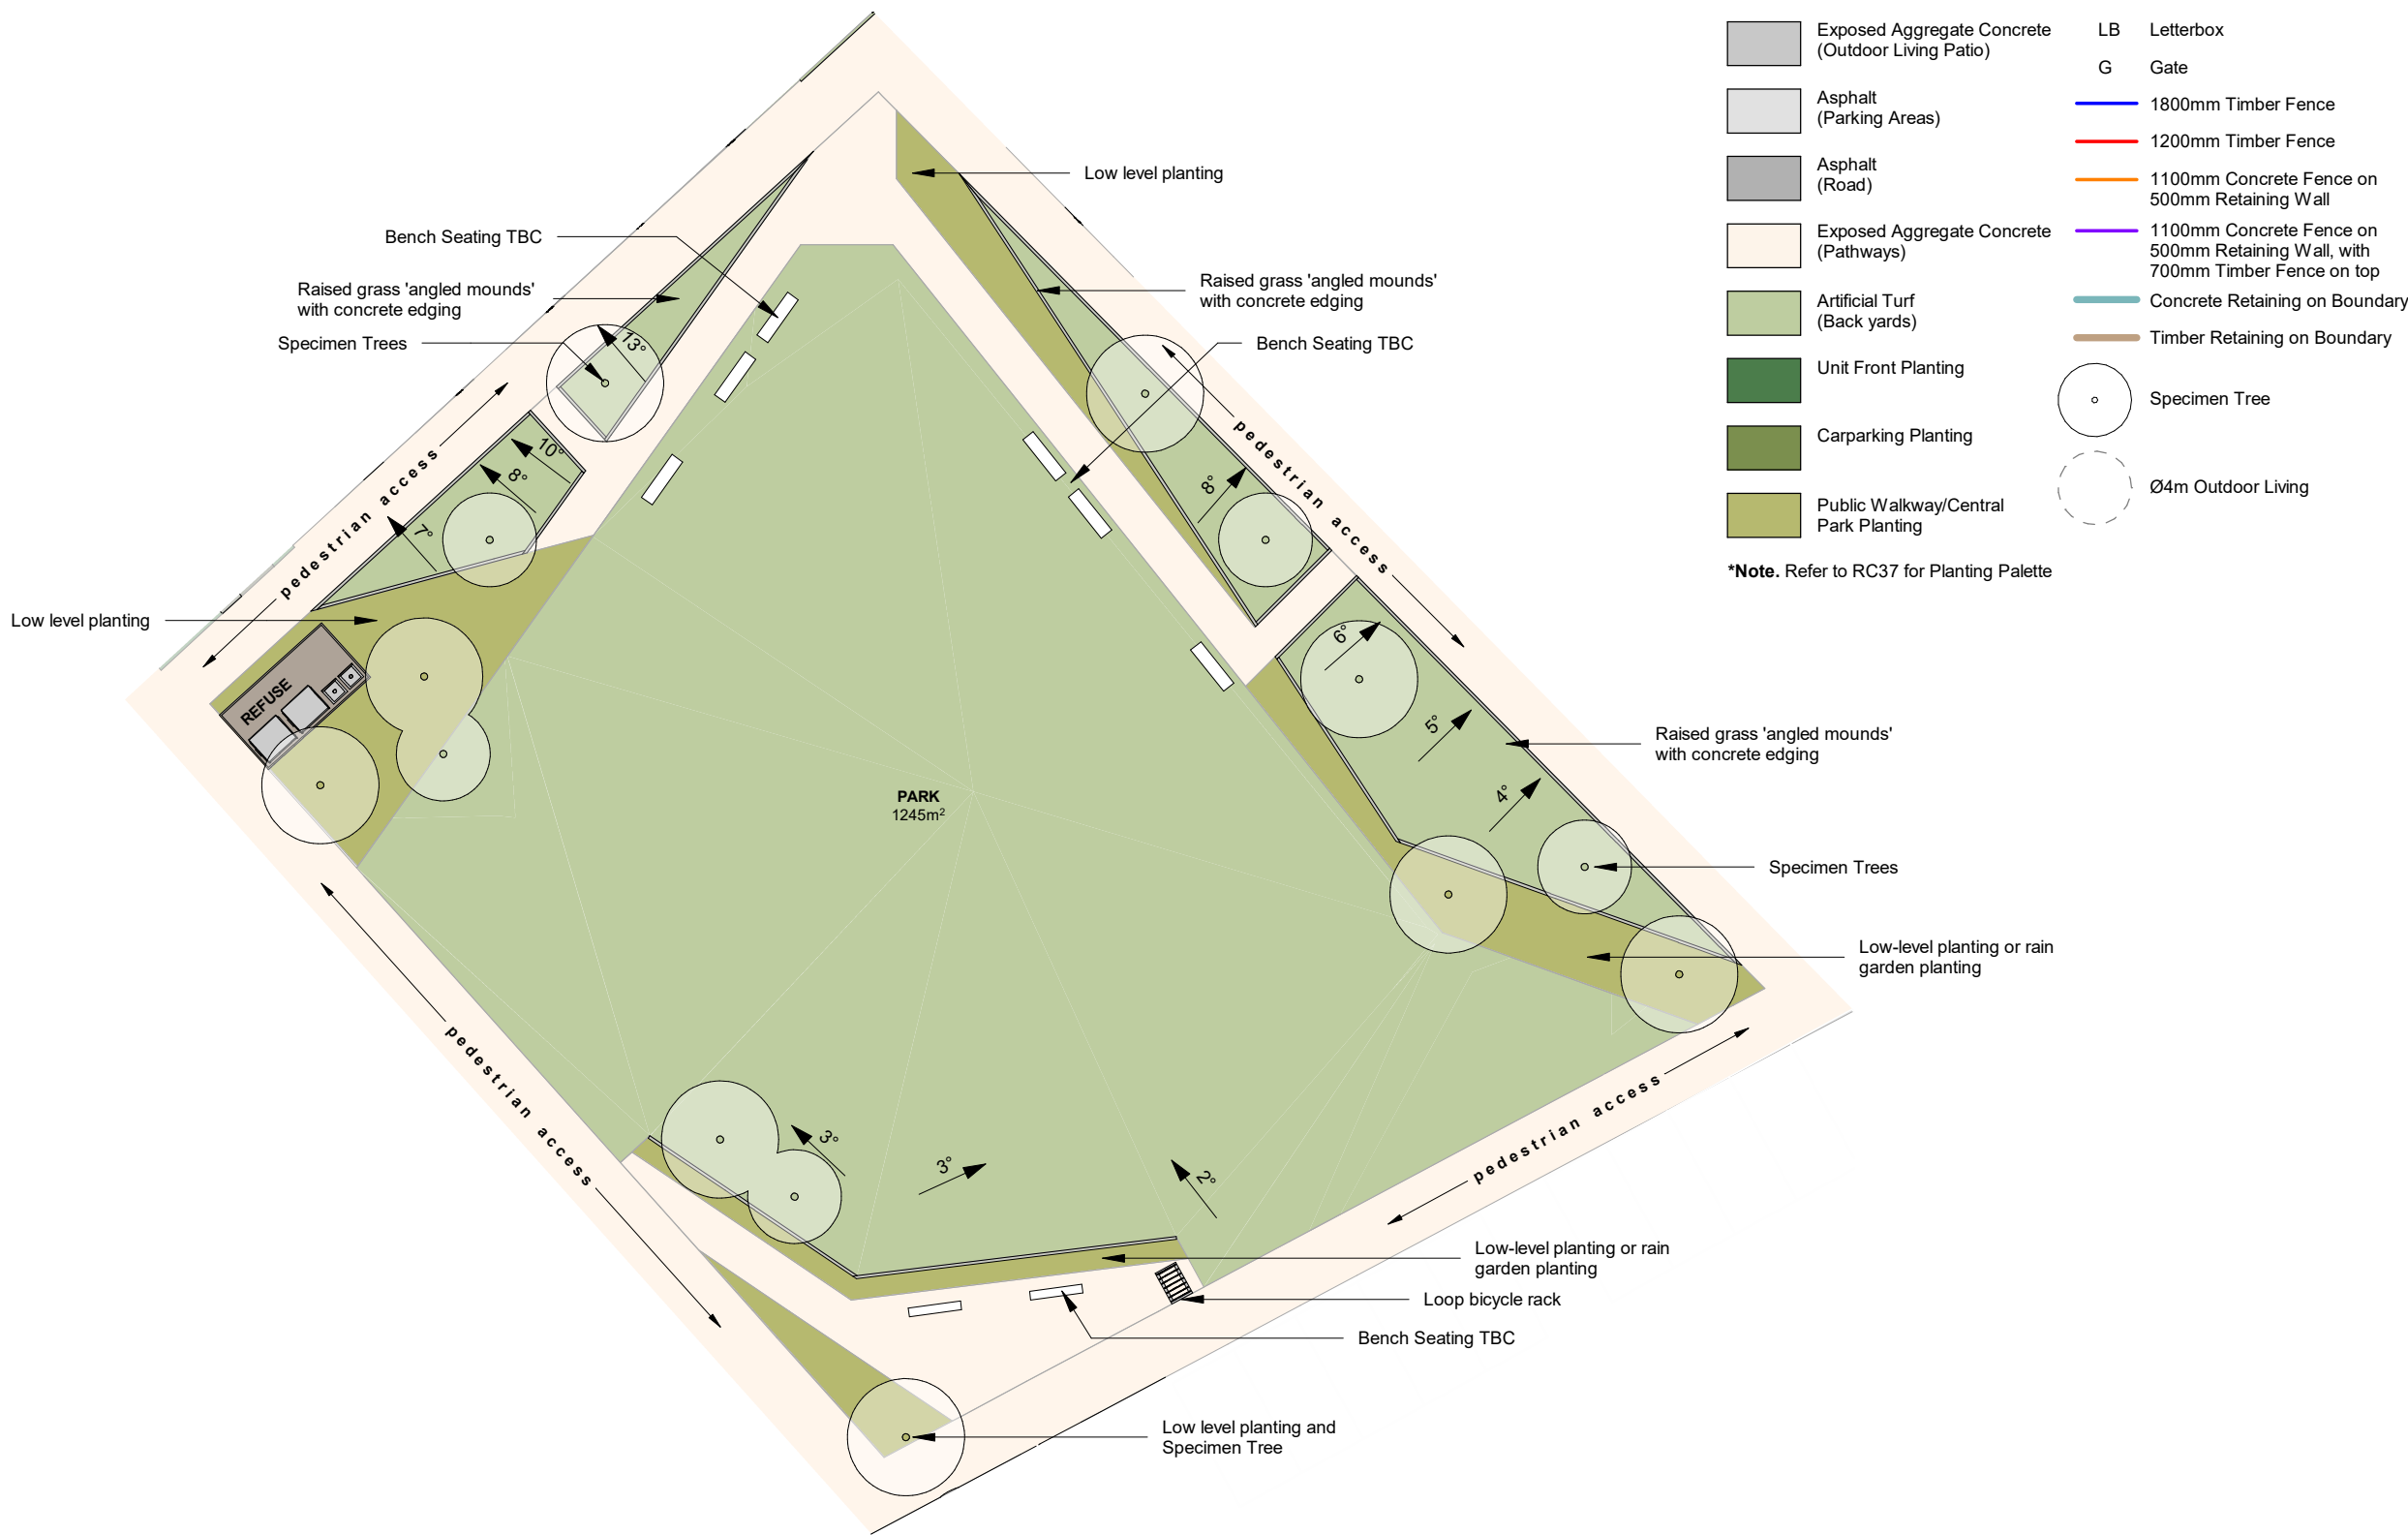 Low level planting
Bench Seating TBC
Raised grass 'angled mounds'
with concrete edging
Specimen Trees
Raised grass 'angled mounds'
with concrete edging
Bench Seating TBC
13°
10°
8°
7°
pedestrian access
Low level planting
REFUSE
8°
pedestrian access
6°
5°
4°
Raised grass 'angled mounds'
with concrete edging
PARK
1245m²
Specimen Trees
Low-level planting or rain
garden planting
pedestrian access
3°
3°
2°
pedestrian access
Low-level planting or rain
garden planting
Loop bicycle rack
Bench Seating TBC
Low level planting and
Specimen Tree
Exposed Aggregate Concrete
(Outdoor Living Patio)
Asphalt
(Parking Areas)
Asphalt
(Road)
Exposed Aggregate Concrete
(Pathways)
Artificial Turf
(Back yards)
Unit Front Planting
Carparking Planting
Public Walkway/Central
Park Planting
*Note. Refer to RC37 for Planting Palette
LB Letterbox
G Gate
1800mm Timber Fence
1200mm Timber Fence
1100mm Concrete Fence on
500mm Retaining Wall
1100mm Concrete Fence on
500mm Retaining Wall, with
700mm Timber Fence on top
Concrete Retaining on Boundary
Timber Retaining on Boundary
Specimen Tree
Ø4m Outdoor Living